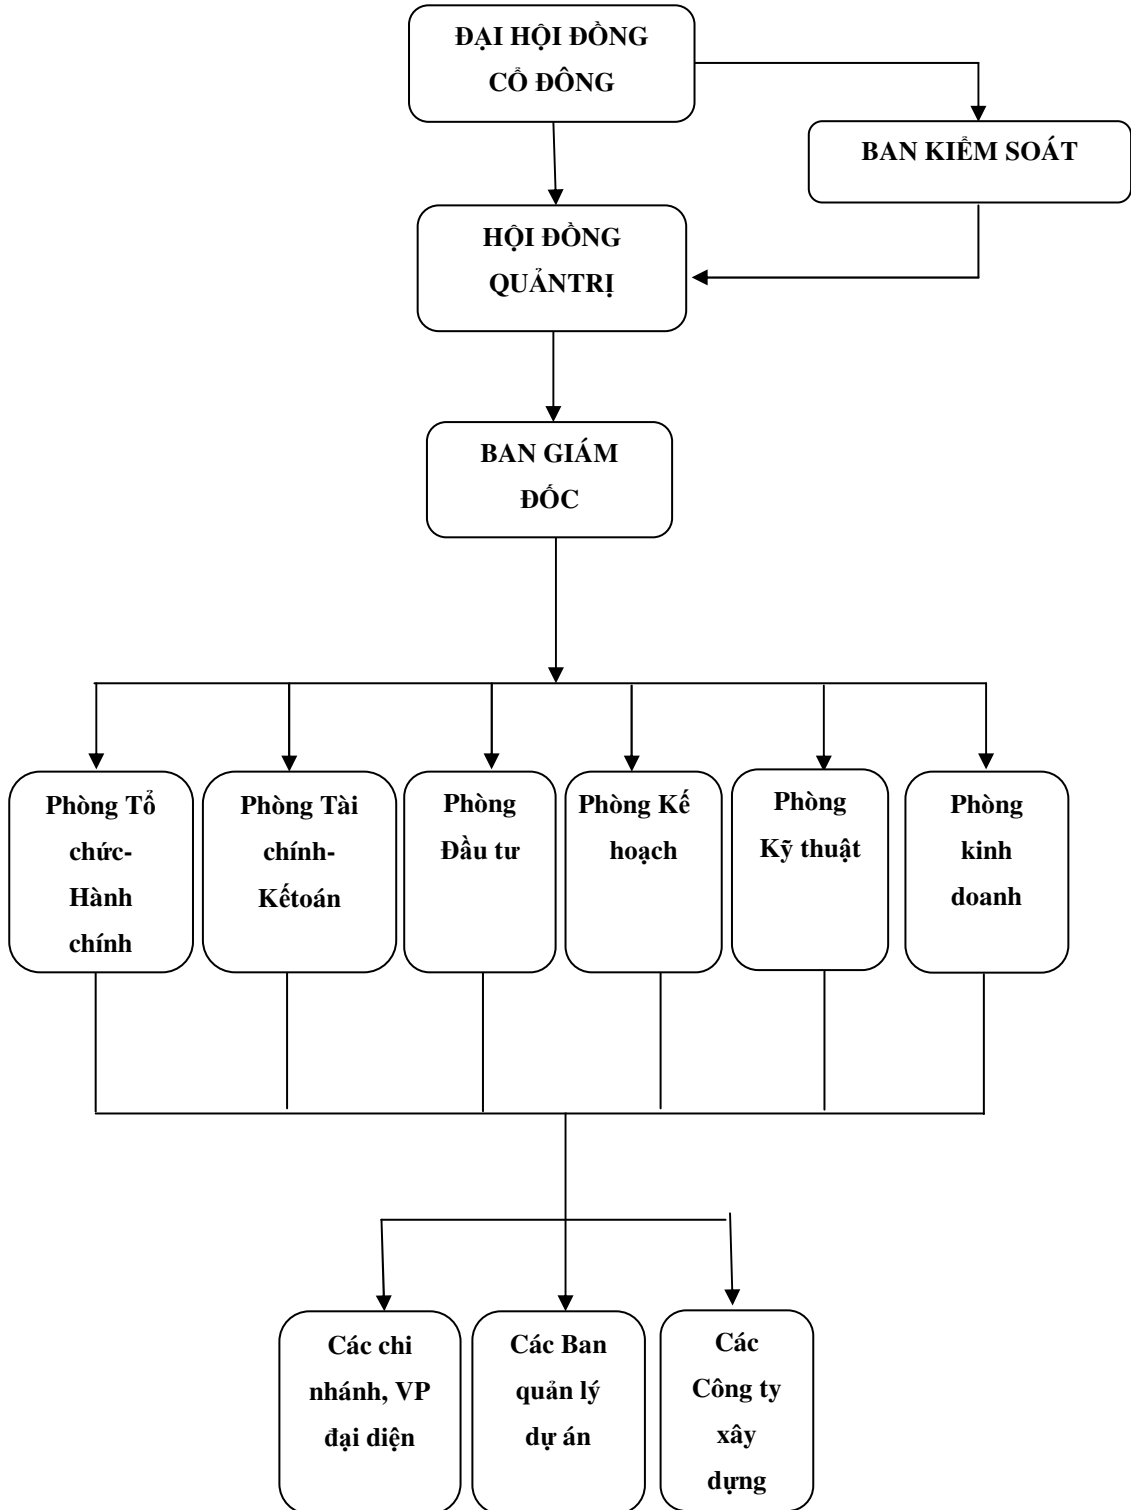 ĐẠI HỘI ĐỒNG
CỔ ĐÔNG
BAN KIỂM SOÁT
HỘI ĐỒNG
QUẢNTRỊ
BAN GIÁM
ĐỐC
Phòng Tổ
chức-
Hành
chính
Phòng Tài
chính-
Kếtoán
Phòng
Đầu tư
Phòng Kế
hoạch
Phòng
Kỹ thuật
Phòng
kinh
doanh
Các chi
nhánh, VP
đại diện
Các Ban
quản lý
dự án
Các
Công ty
xây
dựng